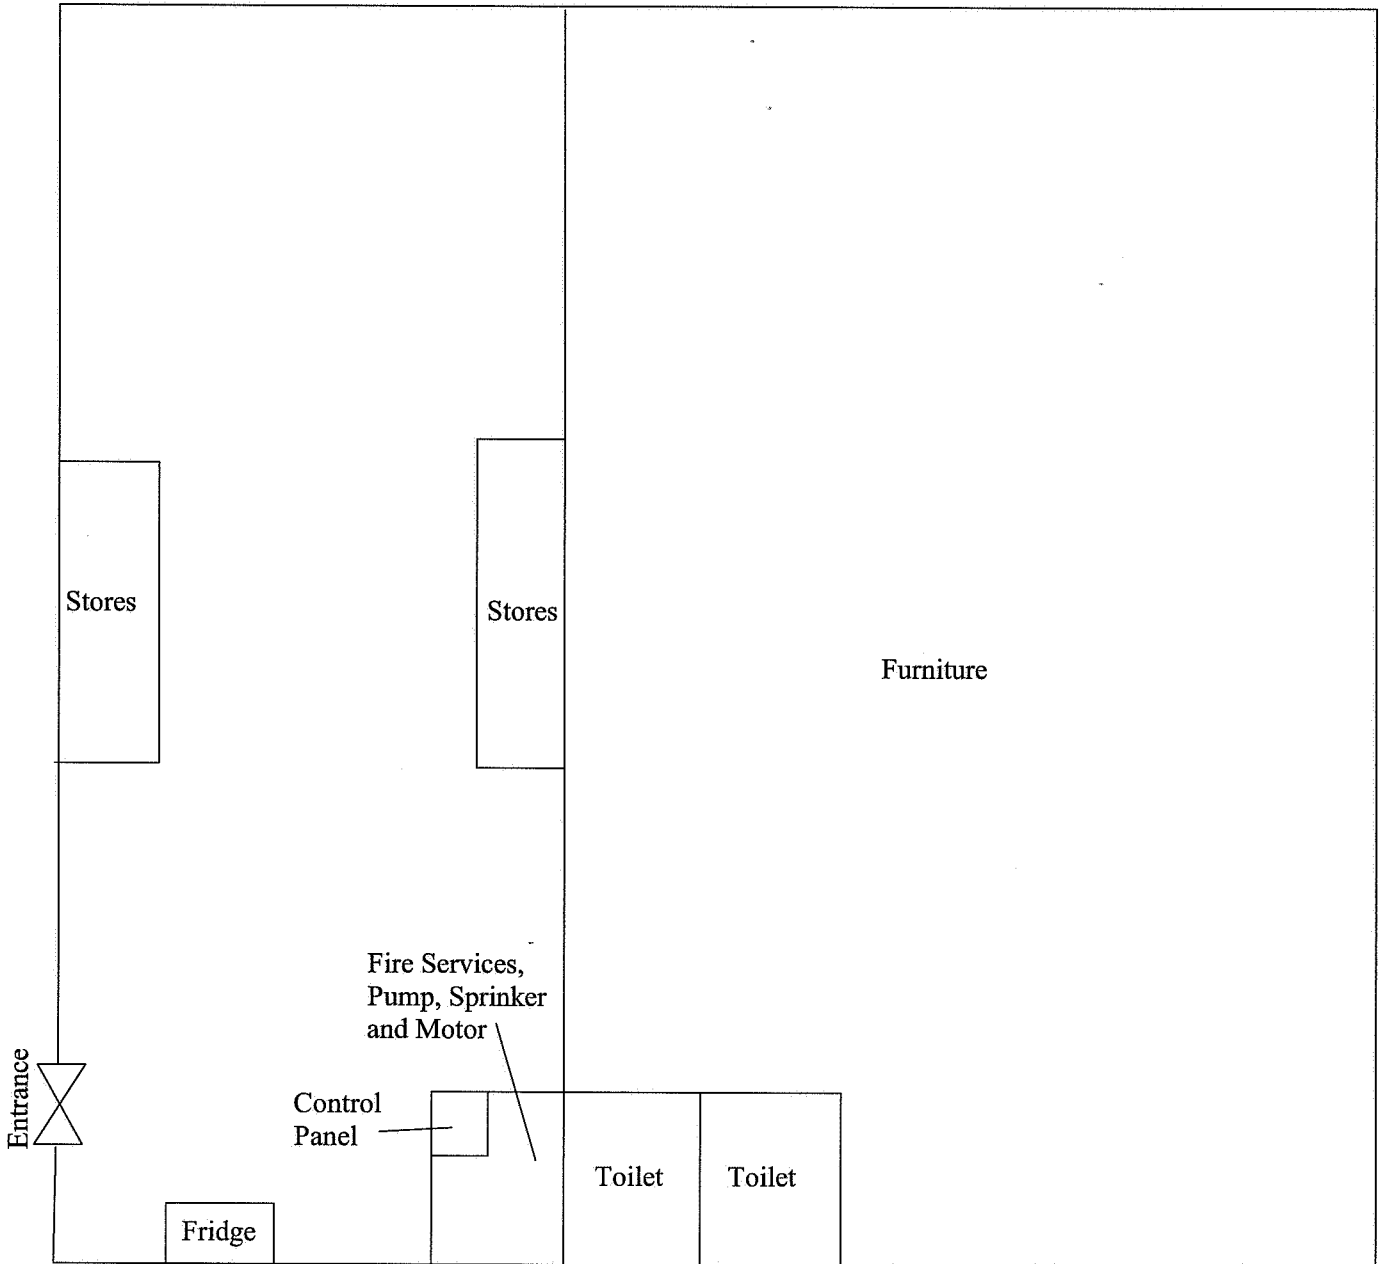 Stores
Stores
Furniture
Fire Services,
Pump, Sprinker
and Motor
Entrance
Control
Panel
Toilet
Toilet
Fridge